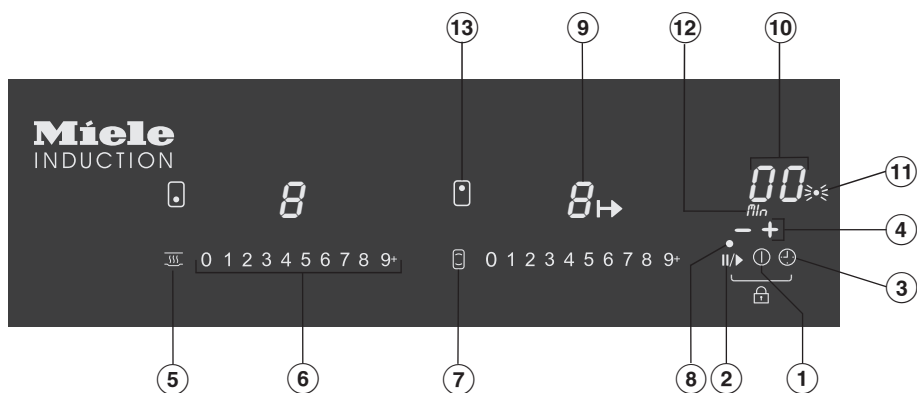 13 9 12 10
Miele
INDUCTION
8 8 00 11
Min
− + 4
0 1 2 3 4 5 6 7 8 9+ 0 1 2 3 4 5 6 7 8 9+ II/▶ 3
5 6 7 8 2 1